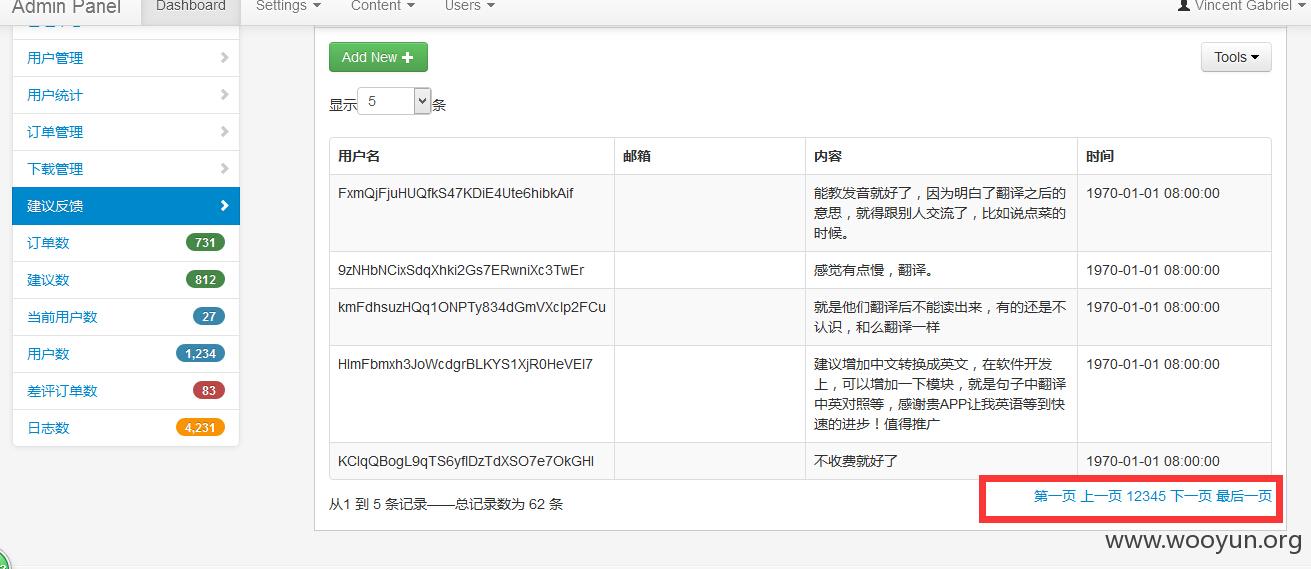 Admin Panel Dashboard Settings Content Users Vincent Gabriel
用户管理
用户统计
订单管理
下载管理
建议反馈
订单数 731
建议数 812
当前用户数 27
用户数 1,234
差评订单数 83
日志数 4,231
Add New
Tools
显示 5 条
用户名 邮箱 内容 时间
FxmQjFjuHUQfkS47KDiE4Ute6hibkAif 能教发音就好了，因为明白了翻译之后的 1970-01-01 08:00:00
意思，就得跟别人交流了，比如说点菜的
时候。
9zNHbNCixSdqXhki2Gs7ERwniXc3TwEr 感觉有点慢，翻译。 1970-01-01 08:00:00
kmFdhsuzHQq1ONPTy834dGmVXclp2FCu 就是他们翻译后不能读出来，有的还是不 1970-01-01 08:00:00
认识，和么翻译一样
HlmFbmxh3JoWcdgrBLKYS1XjR0HeVEl7 建议增加中文转换成英文，在软件开发 1970-01-01 08:00:00
上，可以增加一下模块，就是句子中翻译
中英对照等，感谢贵APP让我英语等到快
速的进步！值得推广
KClqQBogL9qTS6yflDzTdXSO7e7OkGHl 不收费就好了 1970-01-01 08:00:00
从1 到 5 条记录——总记录数为 62 条
第一页 上一页 12345 下一页 最后一页
www.wooyun.org